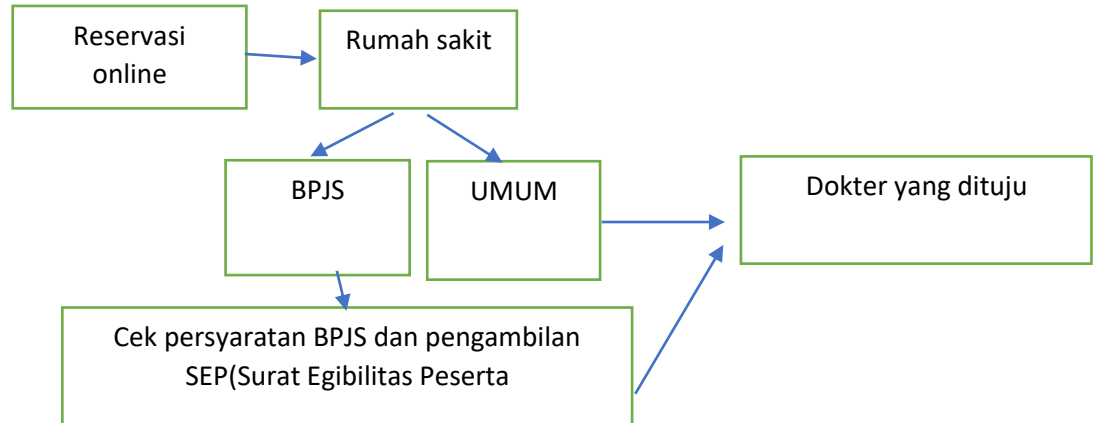 Reservasi
online
Rumah sakit
BPJS
UMUM
Dokter yang dituju
Cek persyaratan BPJS dan pengambilan
SEP(Surat Egibilitas Peserta